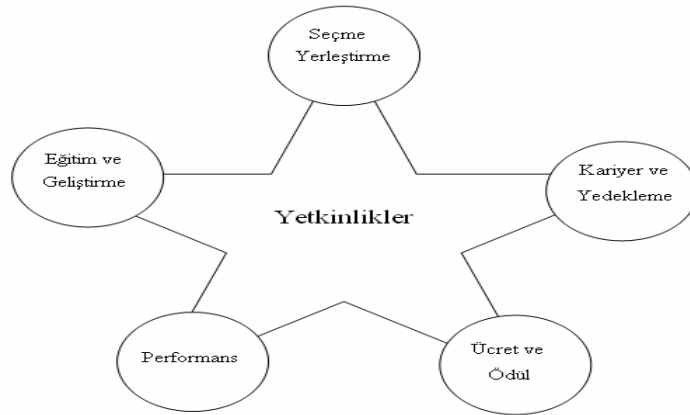 Seçme
Yerleştirme
Eğitim ve
Geliştirme
Kariyer ve
Yedekleme
Yetkinlikler
Performans
Ücret ve
Ödül